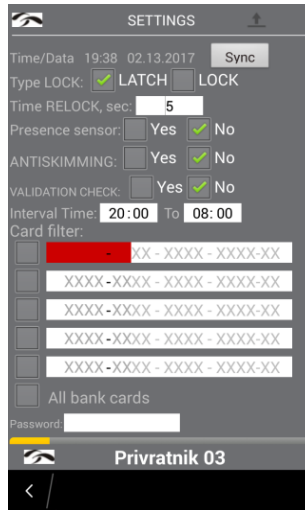 SETTINGS
Time/Data 19:38 02.13.2017 Sync
Type LOCK: LATCH LOCK
Time RELOCK, sec: 5
Presence sensor: Yes No
ANTISKIMMING: Yes No
VALIDATION CHECK: Yes No
Interval Time: 20:00 To 08:00
Card filter:
- XX - XXXX - XXXX-XX
XXXX-XXXX - XXXX - XXXX-XX
XXXX-XXXX - XXXX - XXXX-XX
XXXX-XXXX - XXXX - XXXX-XX
XXXX-XXXX - XXXX - XXXX-XX
All bank cards
Password:
Privratnik 03